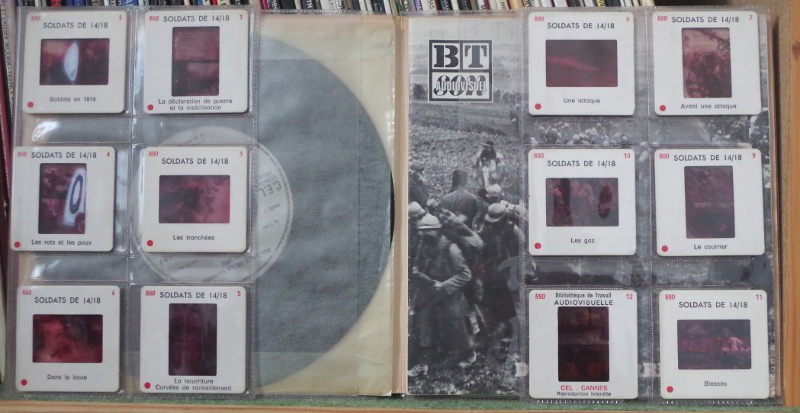 880 2
SOLDATS DE 14/18
Soldats en 1914
880 1
SOLDATS DE 14/18
La déclaration de guerre
et la mobilisation
880 4
SOLDATS DE 14/18
Les rats et les poux
880 3
SOLDATS DE 14/18
Les tranchées
880 6
SOLDATS DE 14/18
Dans la boue
880 5
SOLDATS DE 14/18
La nourriture
Corvées de ravitaillement
CEL
BT
SON
AUDIOVISUEL
880 8
SOLDATS DE 14/18
Une attaque
880 7
SOLDATS DE 14/18
Avant une attaque
880 10
SOLDATS DE 14/18
Les gaz
880 9
SOLDATS DE 14/18
Le courrier
880 12
Bibliothèque de Travail
AUDIOVISUELLE
CEL - CANNES
Reproduction interdite
880 11
SOLDATS DE 14/18
Blessés